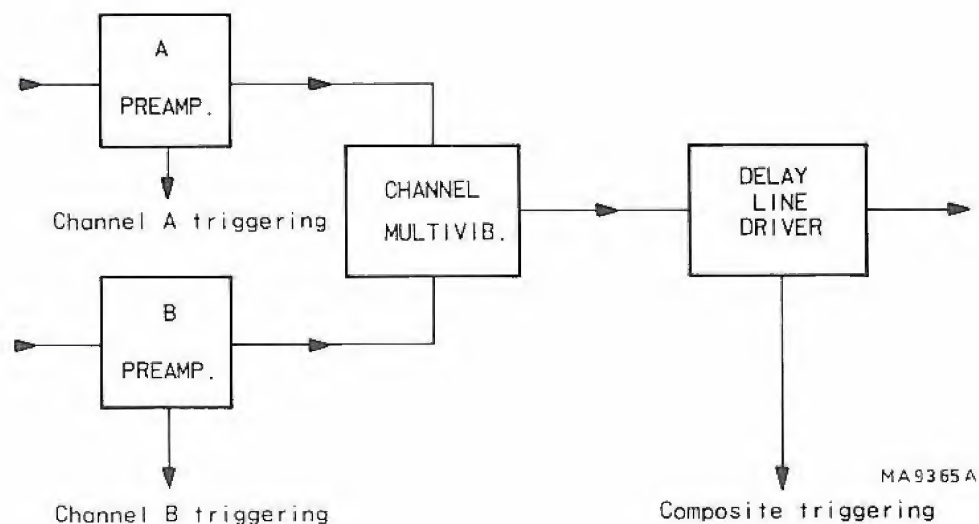 A
PREAMP.
Channel A triggering
CHANNEL
MULTIVIB.
DELAY
LINE
DRIVER
B
PREAMP.
Channel B triggering
MA9365A
Composite triggering